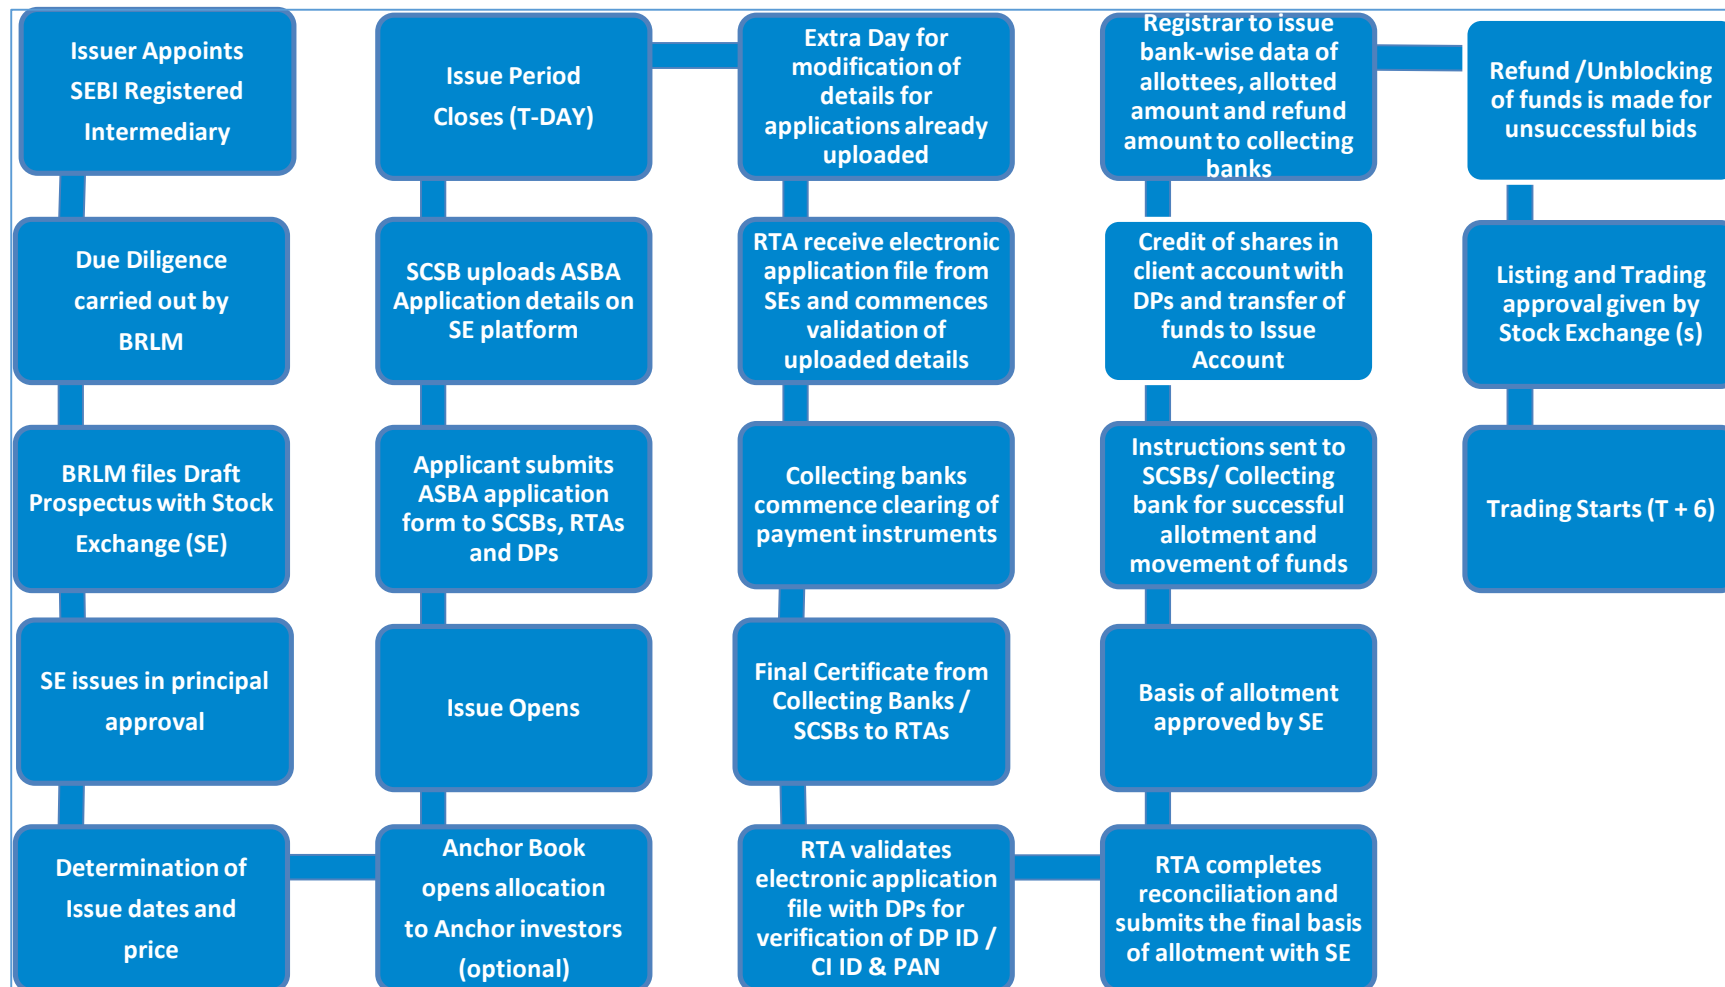 Issuer Appoints
SEBI Registered
Intermediary
Due Diligence
carried out by
BRLM
BRLM files Draft
Prospectus with Stock
Exchange (SE)
SE issues in principal
approval
Determination of
Issue dates and
price
Anchor Book
opens allocation
to Anchor investors
(optional)
Issue Opens
Applicant submits
ASBA application
form to SCSBs, RTAs
and DPs
SCSB uploads ASBA
Application details on
SE platform
Issue Period
Closes (T-DAY)
Extra Day for
modification of
details for
applications already
uploaded
RTA receive electronic
application file from
SEs and commences
validation of
uploaded details
Collecting banks
commence clearing of
payment instruments
Final Certificate from
Collecting Banks /
SCSBs to RTAs
RTA validates
electronic application
file with DPs for
verification of DP ID /
CI ID & PAN
RTA completes
reconciliation and
submits the final basis
of allotment with SE
Basis of allotment
approved by SE
Instructions sent to
SCSBs/ Collecting
bank for successful
allotment and
movement of funds
Credit of shares in
client account with
DPs and transfer of
funds to Issue
Account
Registrar to issue
bank-wise data of
allottees, allotted
amount and refund
amount to collecting
banks
Refund /Unblocking
of funds is made for
unsuccessful bids
Listing and Trading
approval given by
Stock Exchange (s)
Trading Starts (T + 6)